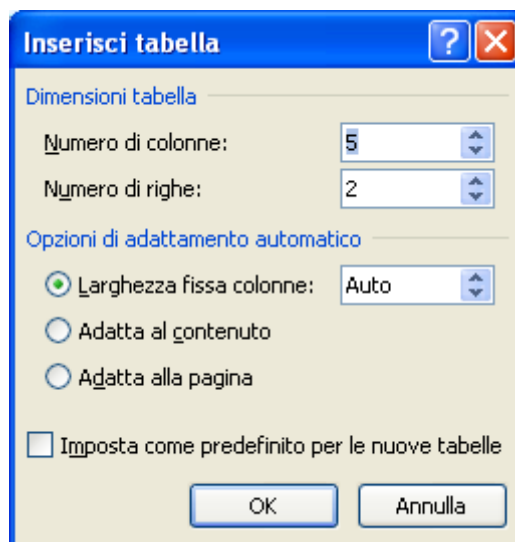 Inserisci tabella ?
Dimensioni tabella
Numero di colonne: 5
Numero di righe: 2
Opzioni di adattamento automatico
Larghezza fissa colonne: Auto
Adatta al contenuto
Adatta alla pagina
Imposta come predefinito per le nuove tabelle
OK Annulla